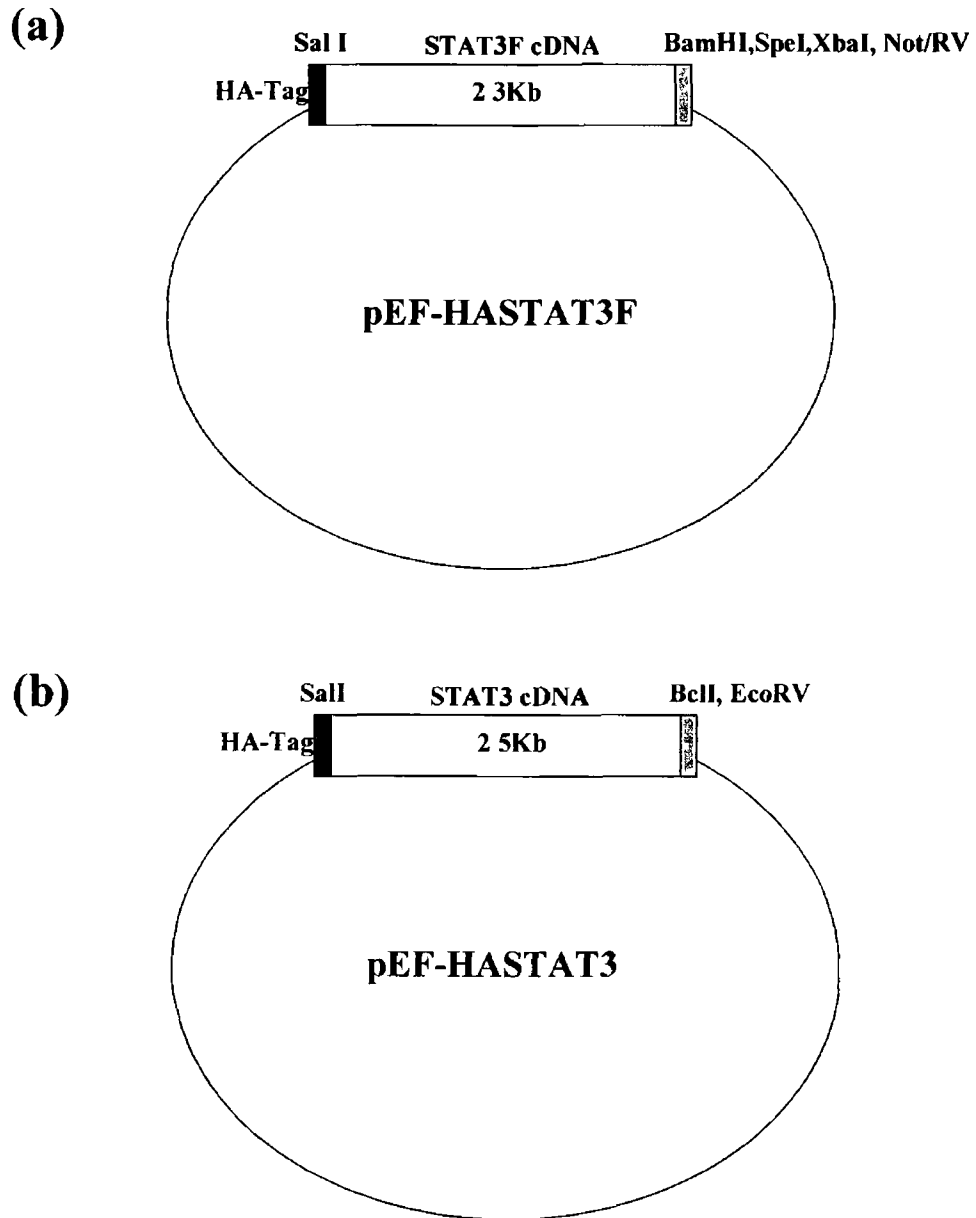 (a)
Sal I STAT3F cDNA BamHI,SpeI,XbaI, Not/RV
HA-Tag 2 3Kb
pEF-HASTAT3F
(b)
SalI STAT3 cDNA BclI, EcoRV
HA-Tag 2 5Kb
pEF-HASTAT3